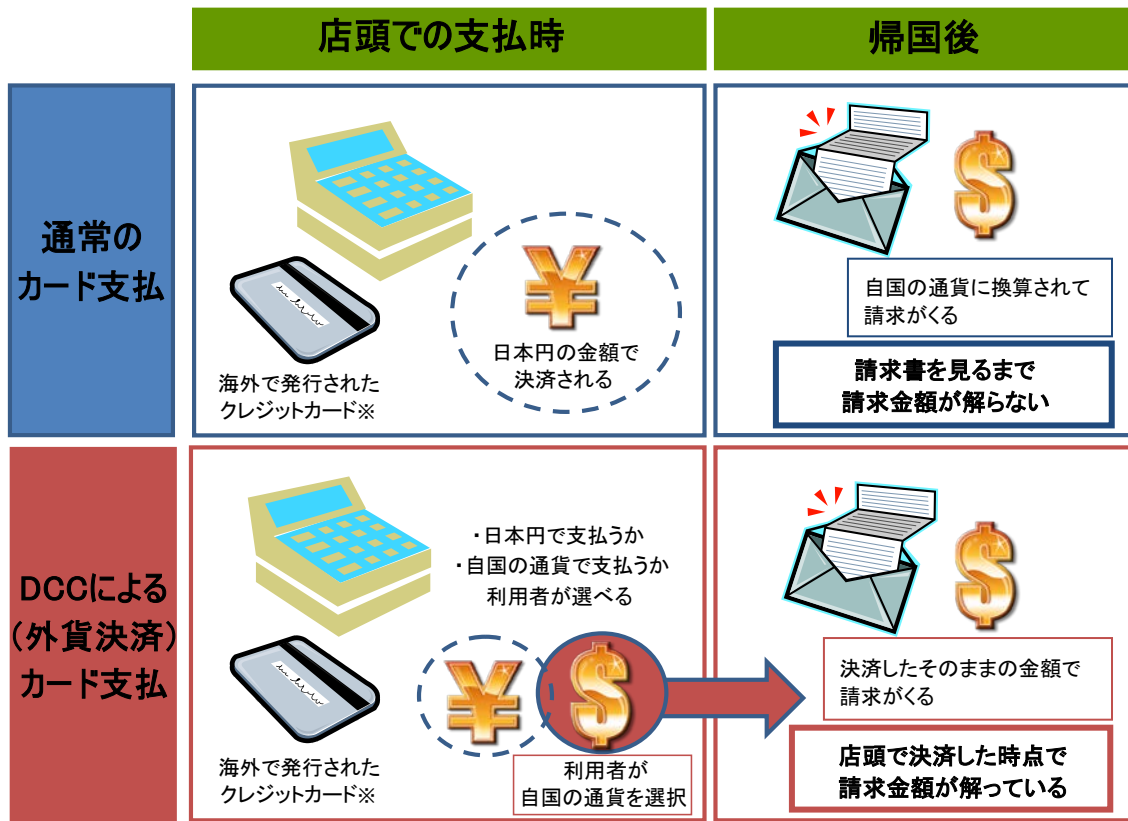 店頭での支払時
帰国後
通常の
カード支払
海外で発行された
クレジットカード※
¥
日本円の金額で
決済される
$
自国の通貨に換算されて
請求がくる
請求書を見るまで
請求金額が解らない
DCCによる
(外貨決済)
カード支払
・日本円で支払うか
・自国の通貨で支払うか
利用者が選べる
海外で発行された
クレジットカード※
¥
$
利用者が
自国の通貨を選択
$
決済したそのままの金額で
請求がくる
店頭で決済した時点で
請求金額が解っている